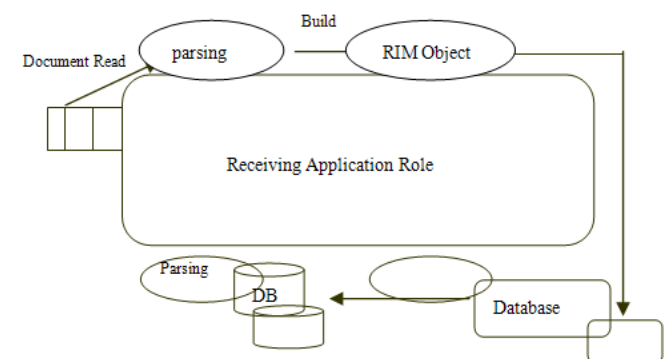 Build
Document Read
parsing
RIM Object
Receiving Application Role
Parsing
DB
Database